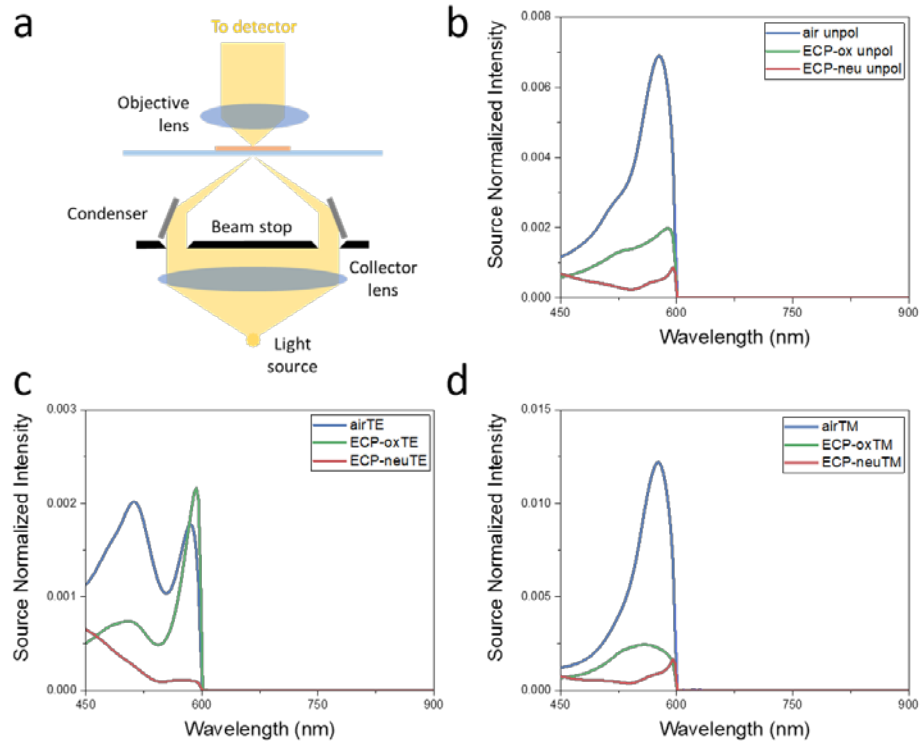 a
To detector
Objective
lens
Condenser
Beam stop
Collector
lens
Light
source
b
Source Normalized Intensity
0.008
0.006
0.004
0.002
0.000
450
600
750
900
Wavelength (nm)
air unpol
ECP-ox unpol
ECP-neu unpol
c
Source Normalized Intensity
0.003
0.002
0.001
0.000
450
600
750
900
Wavelength (nm)
airTE
ECP-oxTE
ECP-neuTE
d
Source Normalized Intensity
0.015
0.010
0.005
0.000
450
600
750
900
Wavelength (nm)
airTM
ECP-oxTM
ECP-neuTM